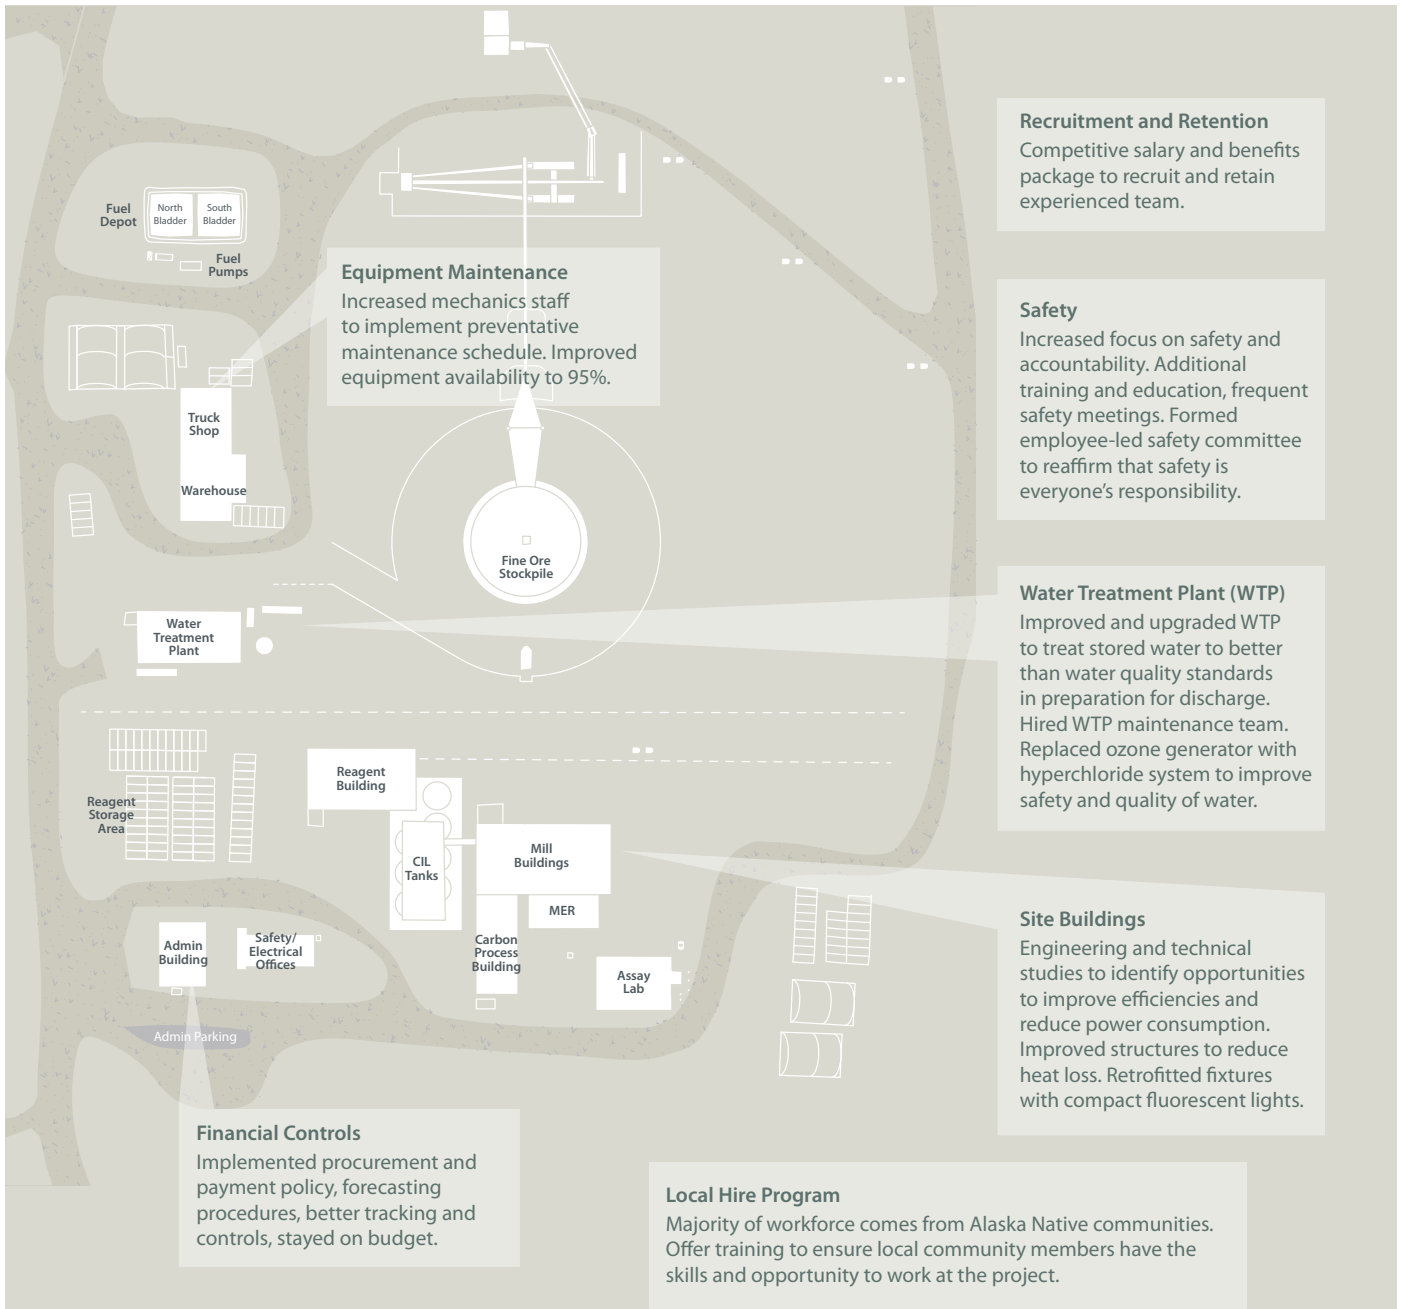 Recruitment and Retention
Competitive salary and benefits
package to recruit and retain
experienced team.
North
Bladder
South
Bladder
Fuel
Depot
Fuel
Pumps
Equipment Maintenance
Increased mechanics staff
to implement preventative
maintenance schedule. Improved
equipment availability to 95%.
Safety
Increased focus on safety and
accountability. Additional
training and education, frequent
safety meetings. Formed
employee-led safety committee
to reaffirm that safety is
everyone’s responsibility.
Truck
Shop
Warehouse
Fine Ore
Stockpile
Water
Treatment
Plant
Water Treatment Plant (WTP)
Improved and upgraded WTP
to treat stored water to better
than water quality standards
in preparation for discharge.
Hired WTP maintenance team.
Replaced ozone generator with
hyperchloride system to improve
safety and quality of water.
Reagent
Building
Reagent
Storage
Area
CIL
Tanks
Mill
Buildings
MER
Carbon
Process
Building
Assay
Lab
Admin
Building
Safety/
Electrical
Offices
Admin Parking
Site Buildings
Engineering and technical
studies to identify opportunities
to improve efficiencies and
reduce power consumption.
Improved structures to reduce
heat loss. Retrofitted fixtures
with compact fluorescent lights.
Financial Controls
Implemented procurement and
payment policy, forecasting
procedures, better tracking and
controls, stayed on budget.
Local Hire Program
Majority of workforce comes from Alaska Native communities.
Offer training to ensure local community members have the
skills and opportunity to work at the project.